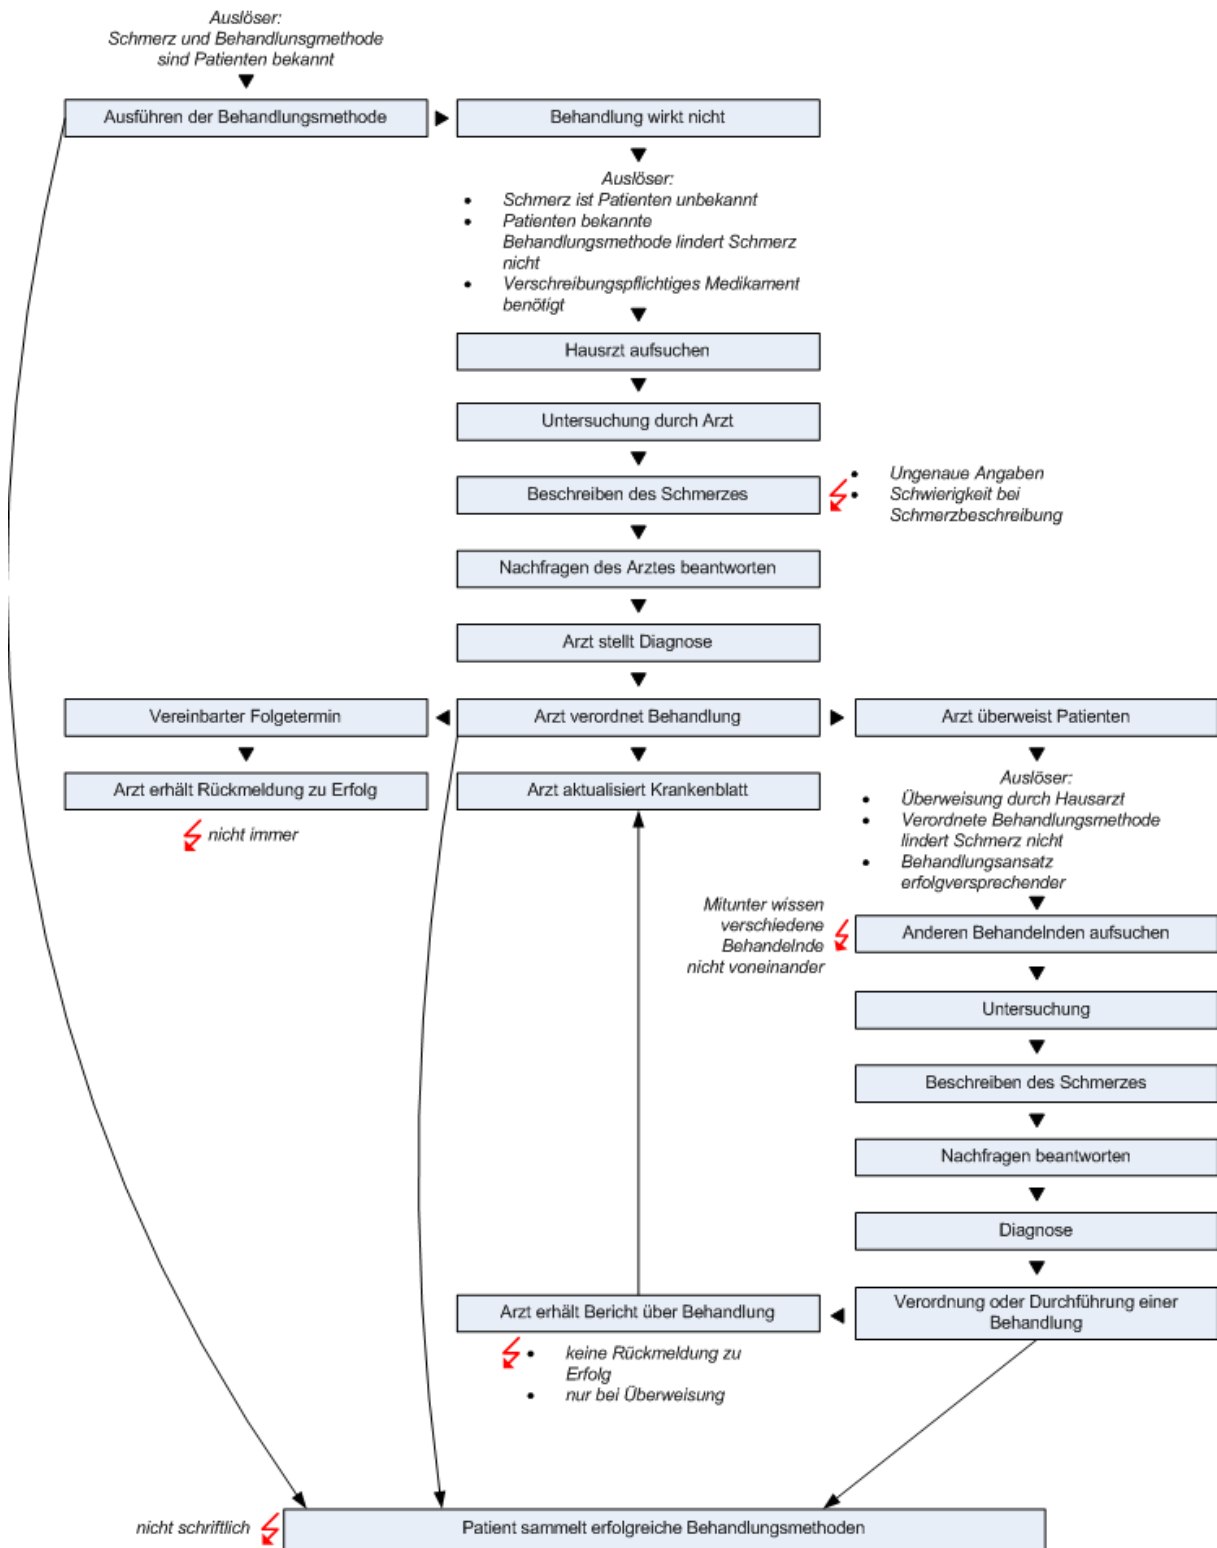 Auslöser:
Schmerz und Behandlunsgmethode
sind Patienten bekannt
Ausführen der Behandlungsmethode
Behandlung wirkt nicht
Auslöser:
• Schmerz ist Patienten unbekannt
• Patienten bekannte
Behandlungsmethode lindert Schmerz
nicht
• Verschreibungspflichtiges Medikament
benötigt
Hausrzt aufsuchen
Untersuchung durch Arzt
Beschreiben des Schmerzes
• Ungenaue Angaben
• Schwierigkeit bei
Schmerzbeschreibung
Nachfragen des Arztes beantworten
Arzt stellt Diagnose
Vereinbarter Folgetermin
Arzt verordnet Behandlung
Arzt überweist Patienten
Arzt erhält Rückmeldung zu Erfolg
nicht immer
Arzt aktualisiert Krankenblatt
Auslöser:
• Überweisung durch Hausarzt
• Verordnete Behandlungsmethode
lindert Schmerz nicht
• Behandlungsansatz
erfolgversprechender
Mitunter wissen
verschiedene
Behandelnde
nicht voneinander
Anderen Behandelnden aufsuchen
Untersuchung
Beschreiben des Schmerzes
Nachfragen beantworten
Diagnose
Verordnung oder Durchführung einer
Behandlung
Arzt erhält Bericht über Behandlung
• keine Rückmeldung zu
Erfolg
• nur bei Überweisung
nicht schriftlich
Patient sammelt erfolgreiche Behandlungsmethoden